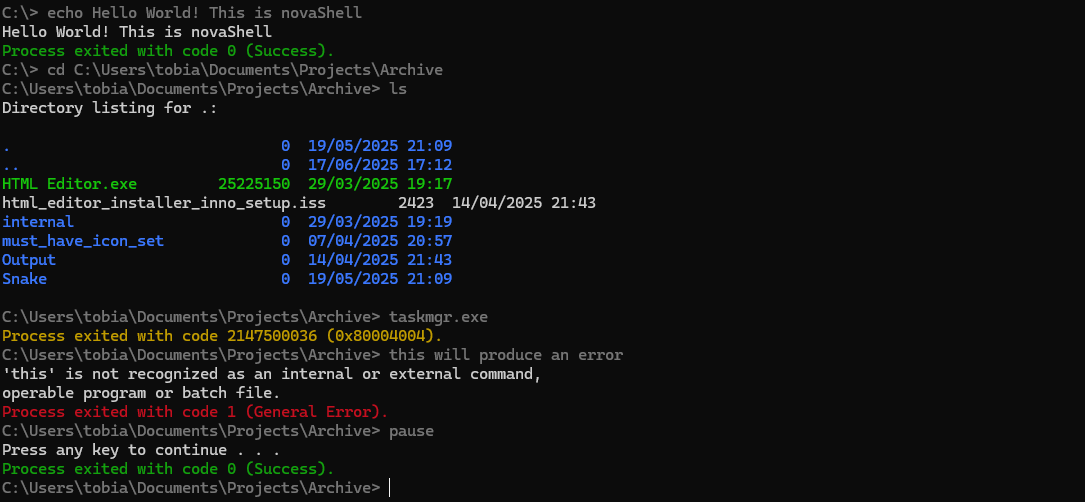 C:\> echo Hello World! This is novaShell
Hello World! This is novaShell
Process exited with code 0 (Success).
C:\> cd C:\Users\tobia\Documents\Projects\Archive
C:\Users\tobia\Documents\Projects\Archive> ls
Directory listing for .:
.                              0  19/05/2025 21:09
..                             0  17/06/2025 17:12
HTML Editor.exe         25225150  29/03/2025 19:17
html_editor_installer_inno_setup.iss        2423  14/04/2025 21:43
internal                       0  29/03/2025 19:19
must_have_icon_set             0  07/04/2025 20:57
Output                         0  14/04/2025 21:43
Snake                          0  19/05/2025 21:09
C:\Users\tobia\Documents\Projects\Archive> taskmgr.exe
Process exited with code 2147500036 (0x80004004).
C:\Users\tobia\Documents\Projects\Archive> this will produce an error
'this' is not recognized as an internal or external command,
operable program or batch file.
Process exited with code 1 (General Error).
C:\Users\tobia\Documents\Projects\Archive> pause
Press any key to continue . . .
Process exited with code 0 (Success).
C:\Users\tobia\Documents\Projects\Archive>